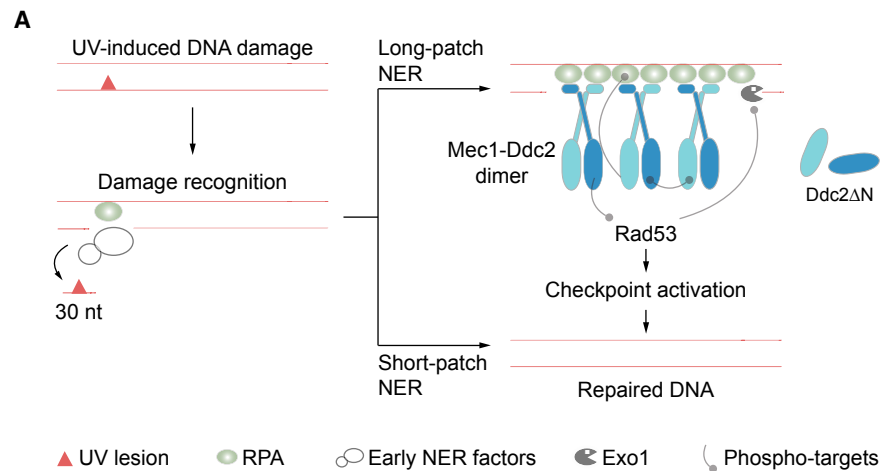 A
UV-induced DNA damage
Damage recognition
30 nt
Long-patch
NER
Mec1-Ddc2
dimer
Rad53
Checkpoint activation
Ddc2ΔN
Short-patch
NER
Repaired DNA
UV lesion
RPA
Early NER factors
Exo1
Phospho-targets